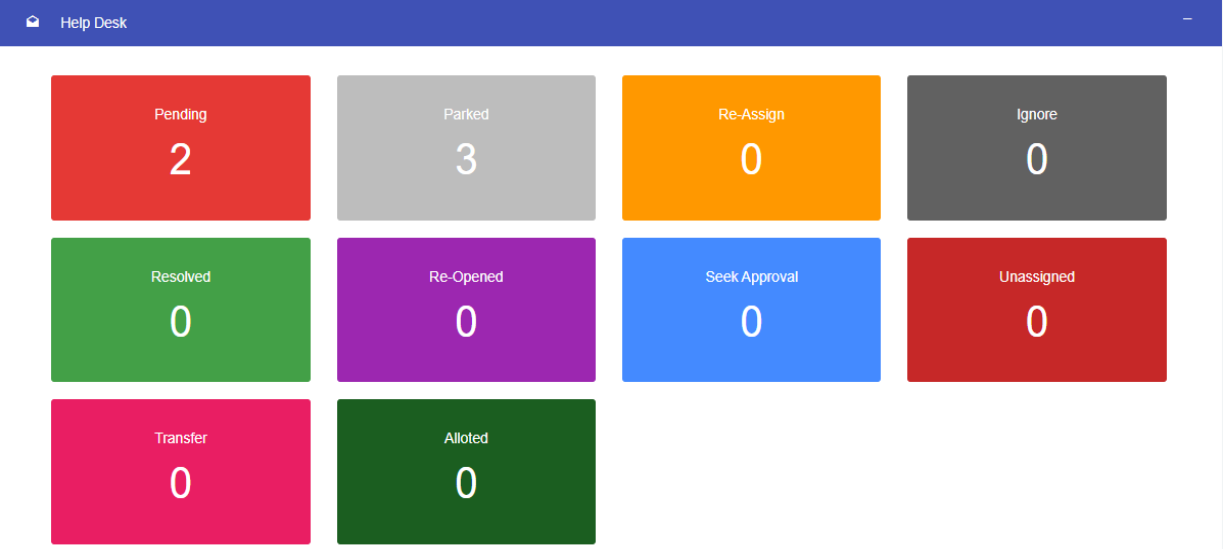 Help Desk
Pending
2
Parked
3
Re-Assign
0
Ignore
0
Resolved
0
Re-Opened
0
Seek Approval
0
Unassigned
0
Transfer
0
Alloted
0